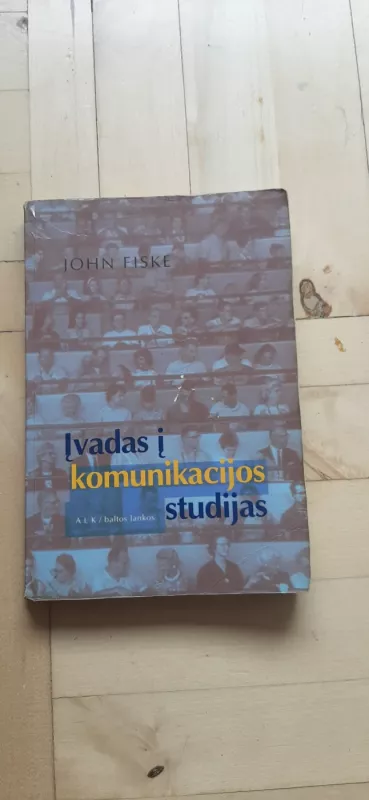 JOHN FISKE
Įvadas į
komunikacijos
studijas
A L K / baltos lankos